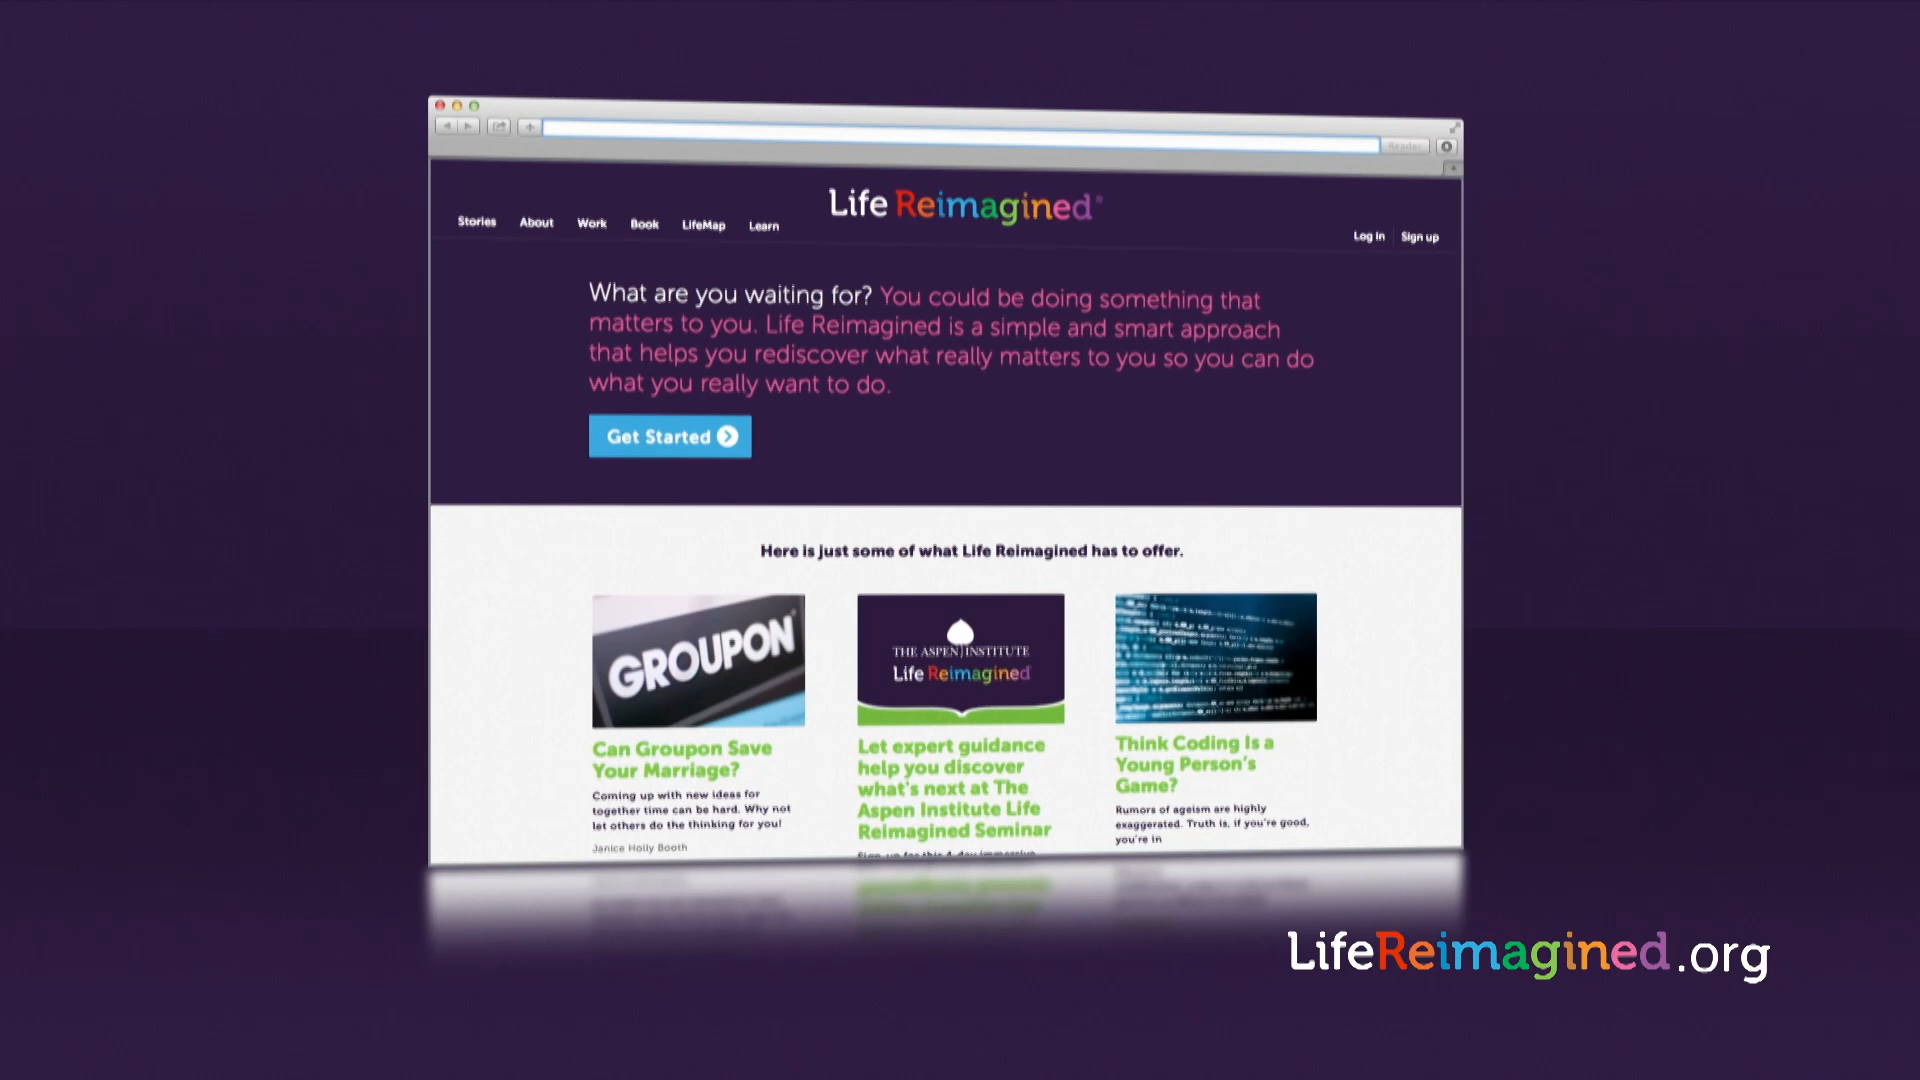 Reader
Life Reimagined®
Stories About Work Book LifeMap Learn
Log in Sign up
What are you waiting for? You could be doing something that
matters to you. Life Reimagined is a simple and smart approach
that helps you rediscover what really matters to you so you can do
what you really want to do.
Get Started
Here is just some of what Life Reimagined has to offer.
GROUPON
Can Groupon Save
Your Marriage?
Coming up with new ideas for
together time can be hard. Why not
let others do the thinking for you!
Janice Holly Booth
THE ASPEN INSTITUTE
Life Reimagined
Let expert guidance
help you discover
what's next at The
Aspen Institute Life
Reimagined Seminar
Think Coding Is a
Young Person's
Game?
Rumors of ageism are highly
exaggerated. Truth is, if you're good,
you're in
LifeReimagined.org